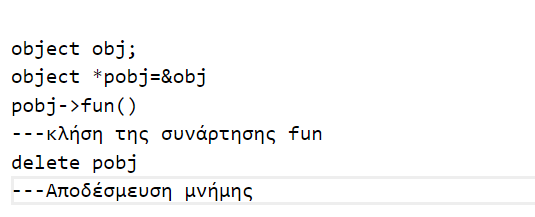 object obj;
object *pobj=&obj
pobj->fun()
---κλήση της συνάρτησης fun
delete pobj
---Αποδέσμευση μνήμης